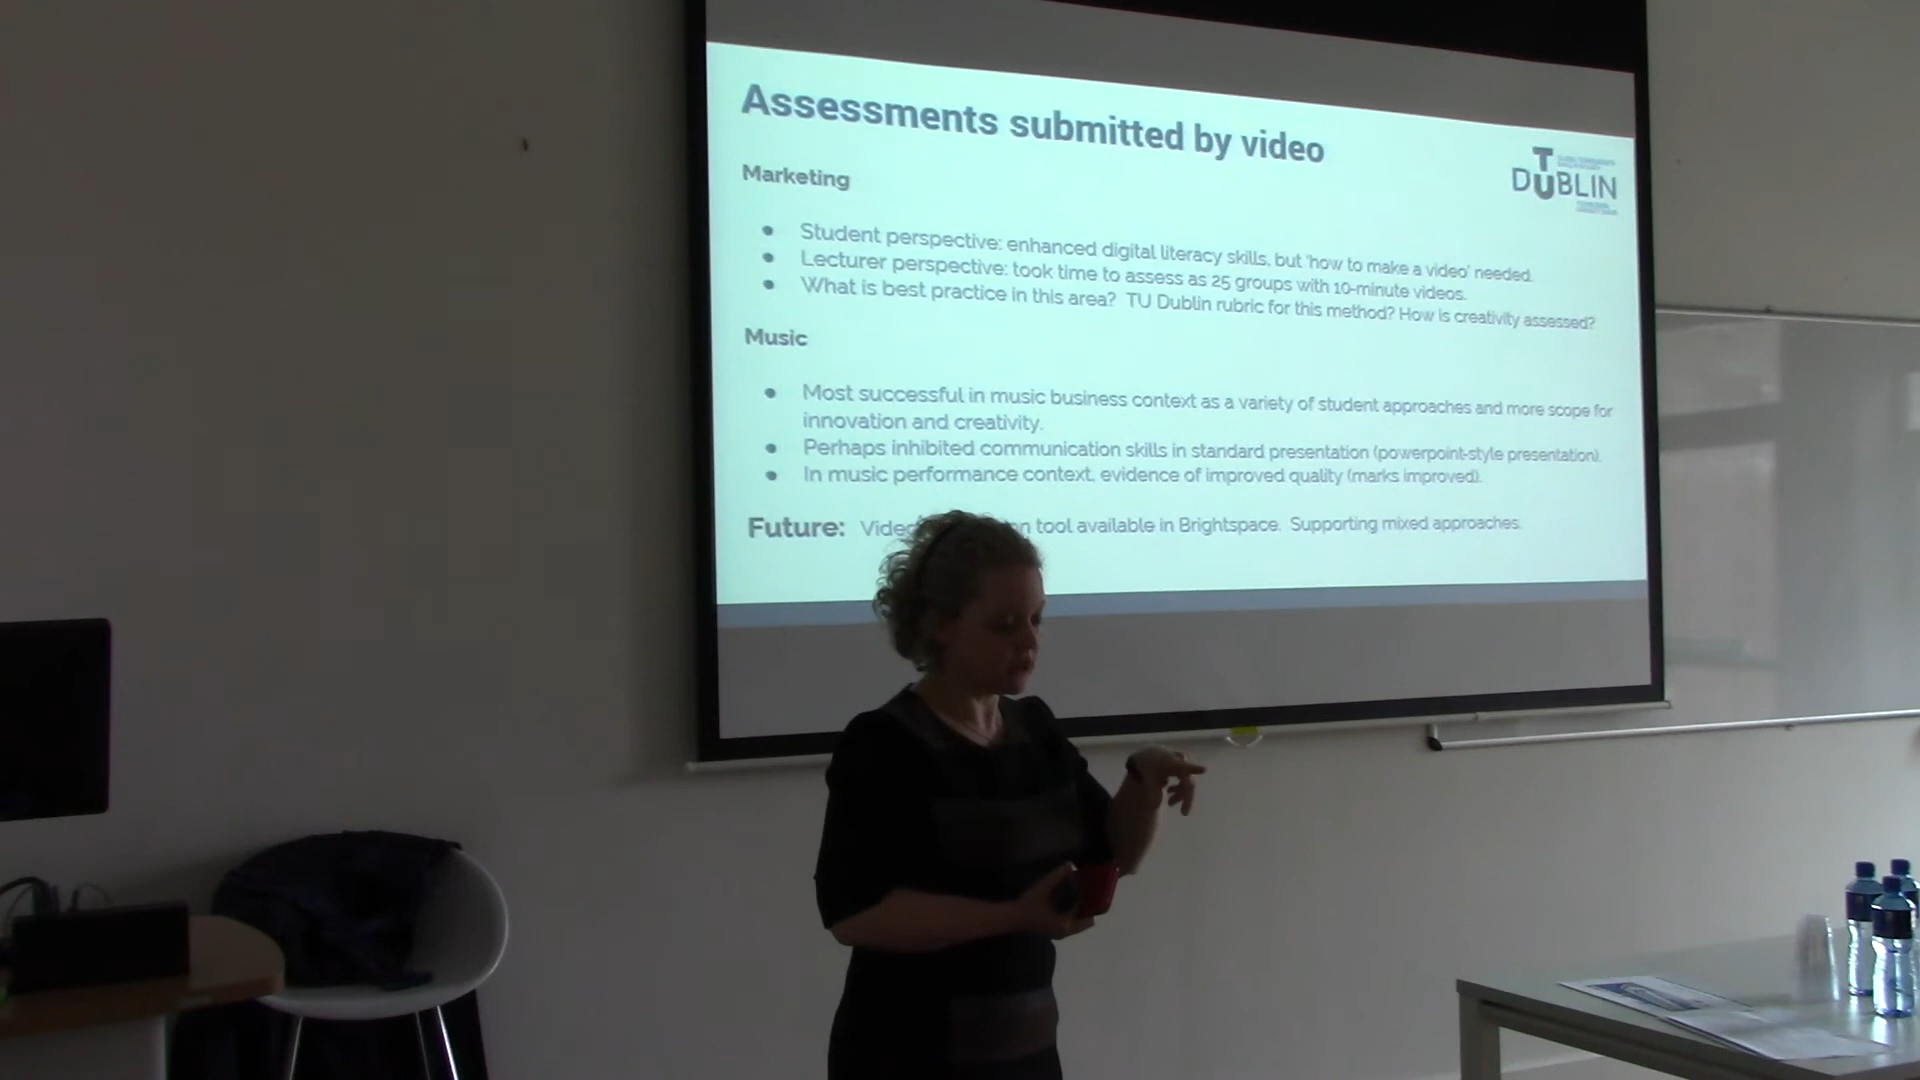 Assessments submitted by video
TU DUBLIN
Marketing
● Student perspective: enhanced digital literacy skills, but 'how to make a video' needed.
● Lecturer perspective: took time to assess as 25 groups with 10-minute videos.
● What is best practice in this area? TU Dublin rubric for this method? How is creativity assessed?
Music
● Most successful in music business context as a variety of student approaches and more scope for
innovation and creativity.
● Perhaps inhibited communication skills in standard presentation (powerpoint-style presentation).
● In music performance context, evidence of improved quality (marks improved).
Future: Video tool available in Brightspace. Supporting mixed approaches.